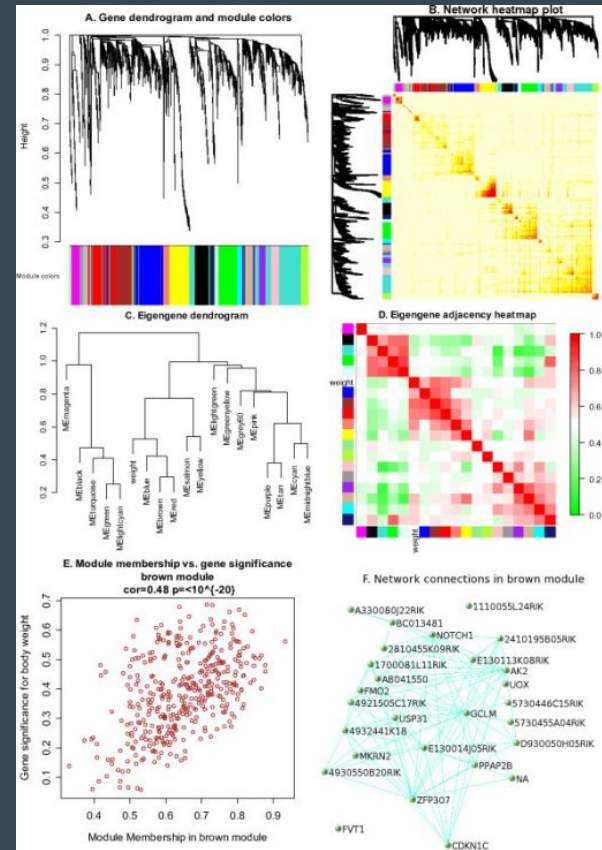 A. Gene dendrogram and module colors
Height
1.0
0.9
0.8
0.7
0.6
0.5
0.4
0.3
Module colors
B. Network heatmap plot
C. Eigengene dendrogram
1.2
1.0
0.8
0.6
0.4
0.2
MEmagenta
MEblack
MEturquoise
MEgreen
MElightcyan
weight
MEblue
MEbrown
MEred
MEsalmon
MEyellow
MElightgreen
MEgreenyellow
MEgrey60
MEpink
MEpurple
MEtan
MEcyan
MEmidnightblue
D. Eigengene adjacency heatmap
weight
weight
1.0
0.8
0.6
0.4
0.2
0.0
E. Module membership vs. gene significance
brown module
cor=0.48 p=<10^{-20}
Gene significance for body weight
0.7
0.6
0.5
0.4
0.3
0.2
0.1
0.4 0.5 0.6 0.7 0.8 0.9
Module Membership in brown module
F. Network connections in brown module
A330080J22RIK
1110055L24RIK
BC013481
NOTCH1
2410195B05RIK
2810455K09RIK
E130113K08RIK
1700081L11RIK
AK2
AB041550
UOX
FMO2
4921505C17RIK
5730446C15RIK
GCLM
USP31
5730455A04RIK
4932441K18
D930050H05RIK
E130014J05RIK
MKRN2
PPAP2B
4930550B20RIK
NA
ZFP307
FVT1
CDKN1C